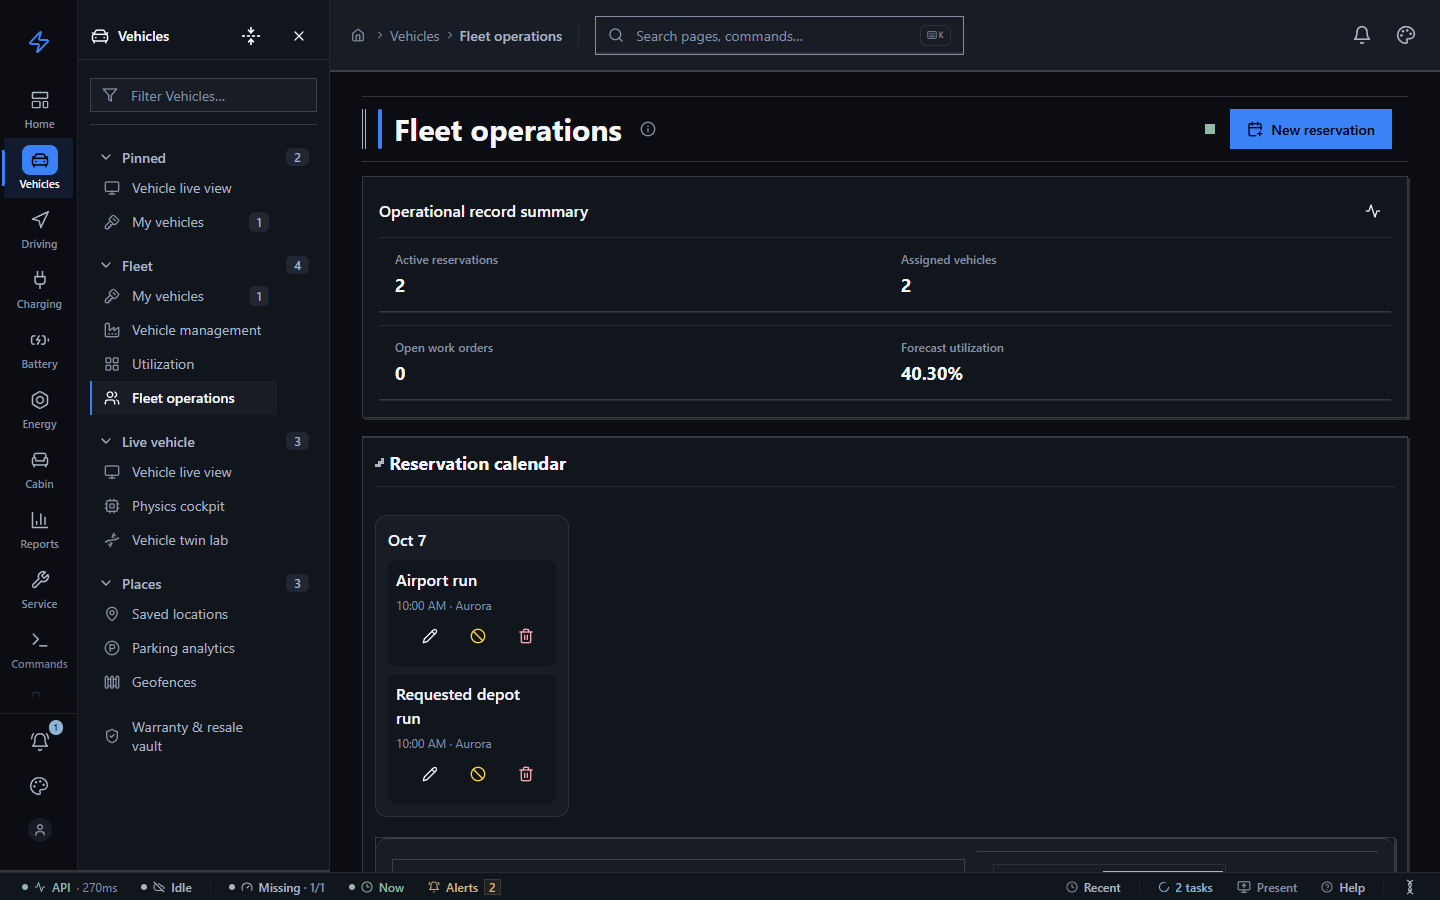 Home
Vehicles
Driving
Charging
Battery
Energy
Cabin
Reports
Service
Commands
1
Vehicles
Filter Vehicles...
Pinned 2
Vehicle live view
My vehicles 1
Fleet 4
My vehicles 1
Vehicle management
Utilization
Fleet operations
Live vehicle 3
Vehicle live view
Physics cockpit
Vehicle twin lab
Places 3
Saved locations
Parking analytics
Geofences
Warranty & resale
vault
Vehicles Fleet operations
Search pages, commands... K
Fleet operations
New reservation
Operational record summary
Active reservations
2
Assigned vehicles
2
Open work orders
0
Forecast utilization
40.30%
Reservation calendar
Oct 7
Airport run
10:00 AM · Aurora
Requested depot
run
10:00 AM · Aurora
API · 270ms Idle Missing · 1/1 Now Alerts 2 Recent 2 tasks Present Help